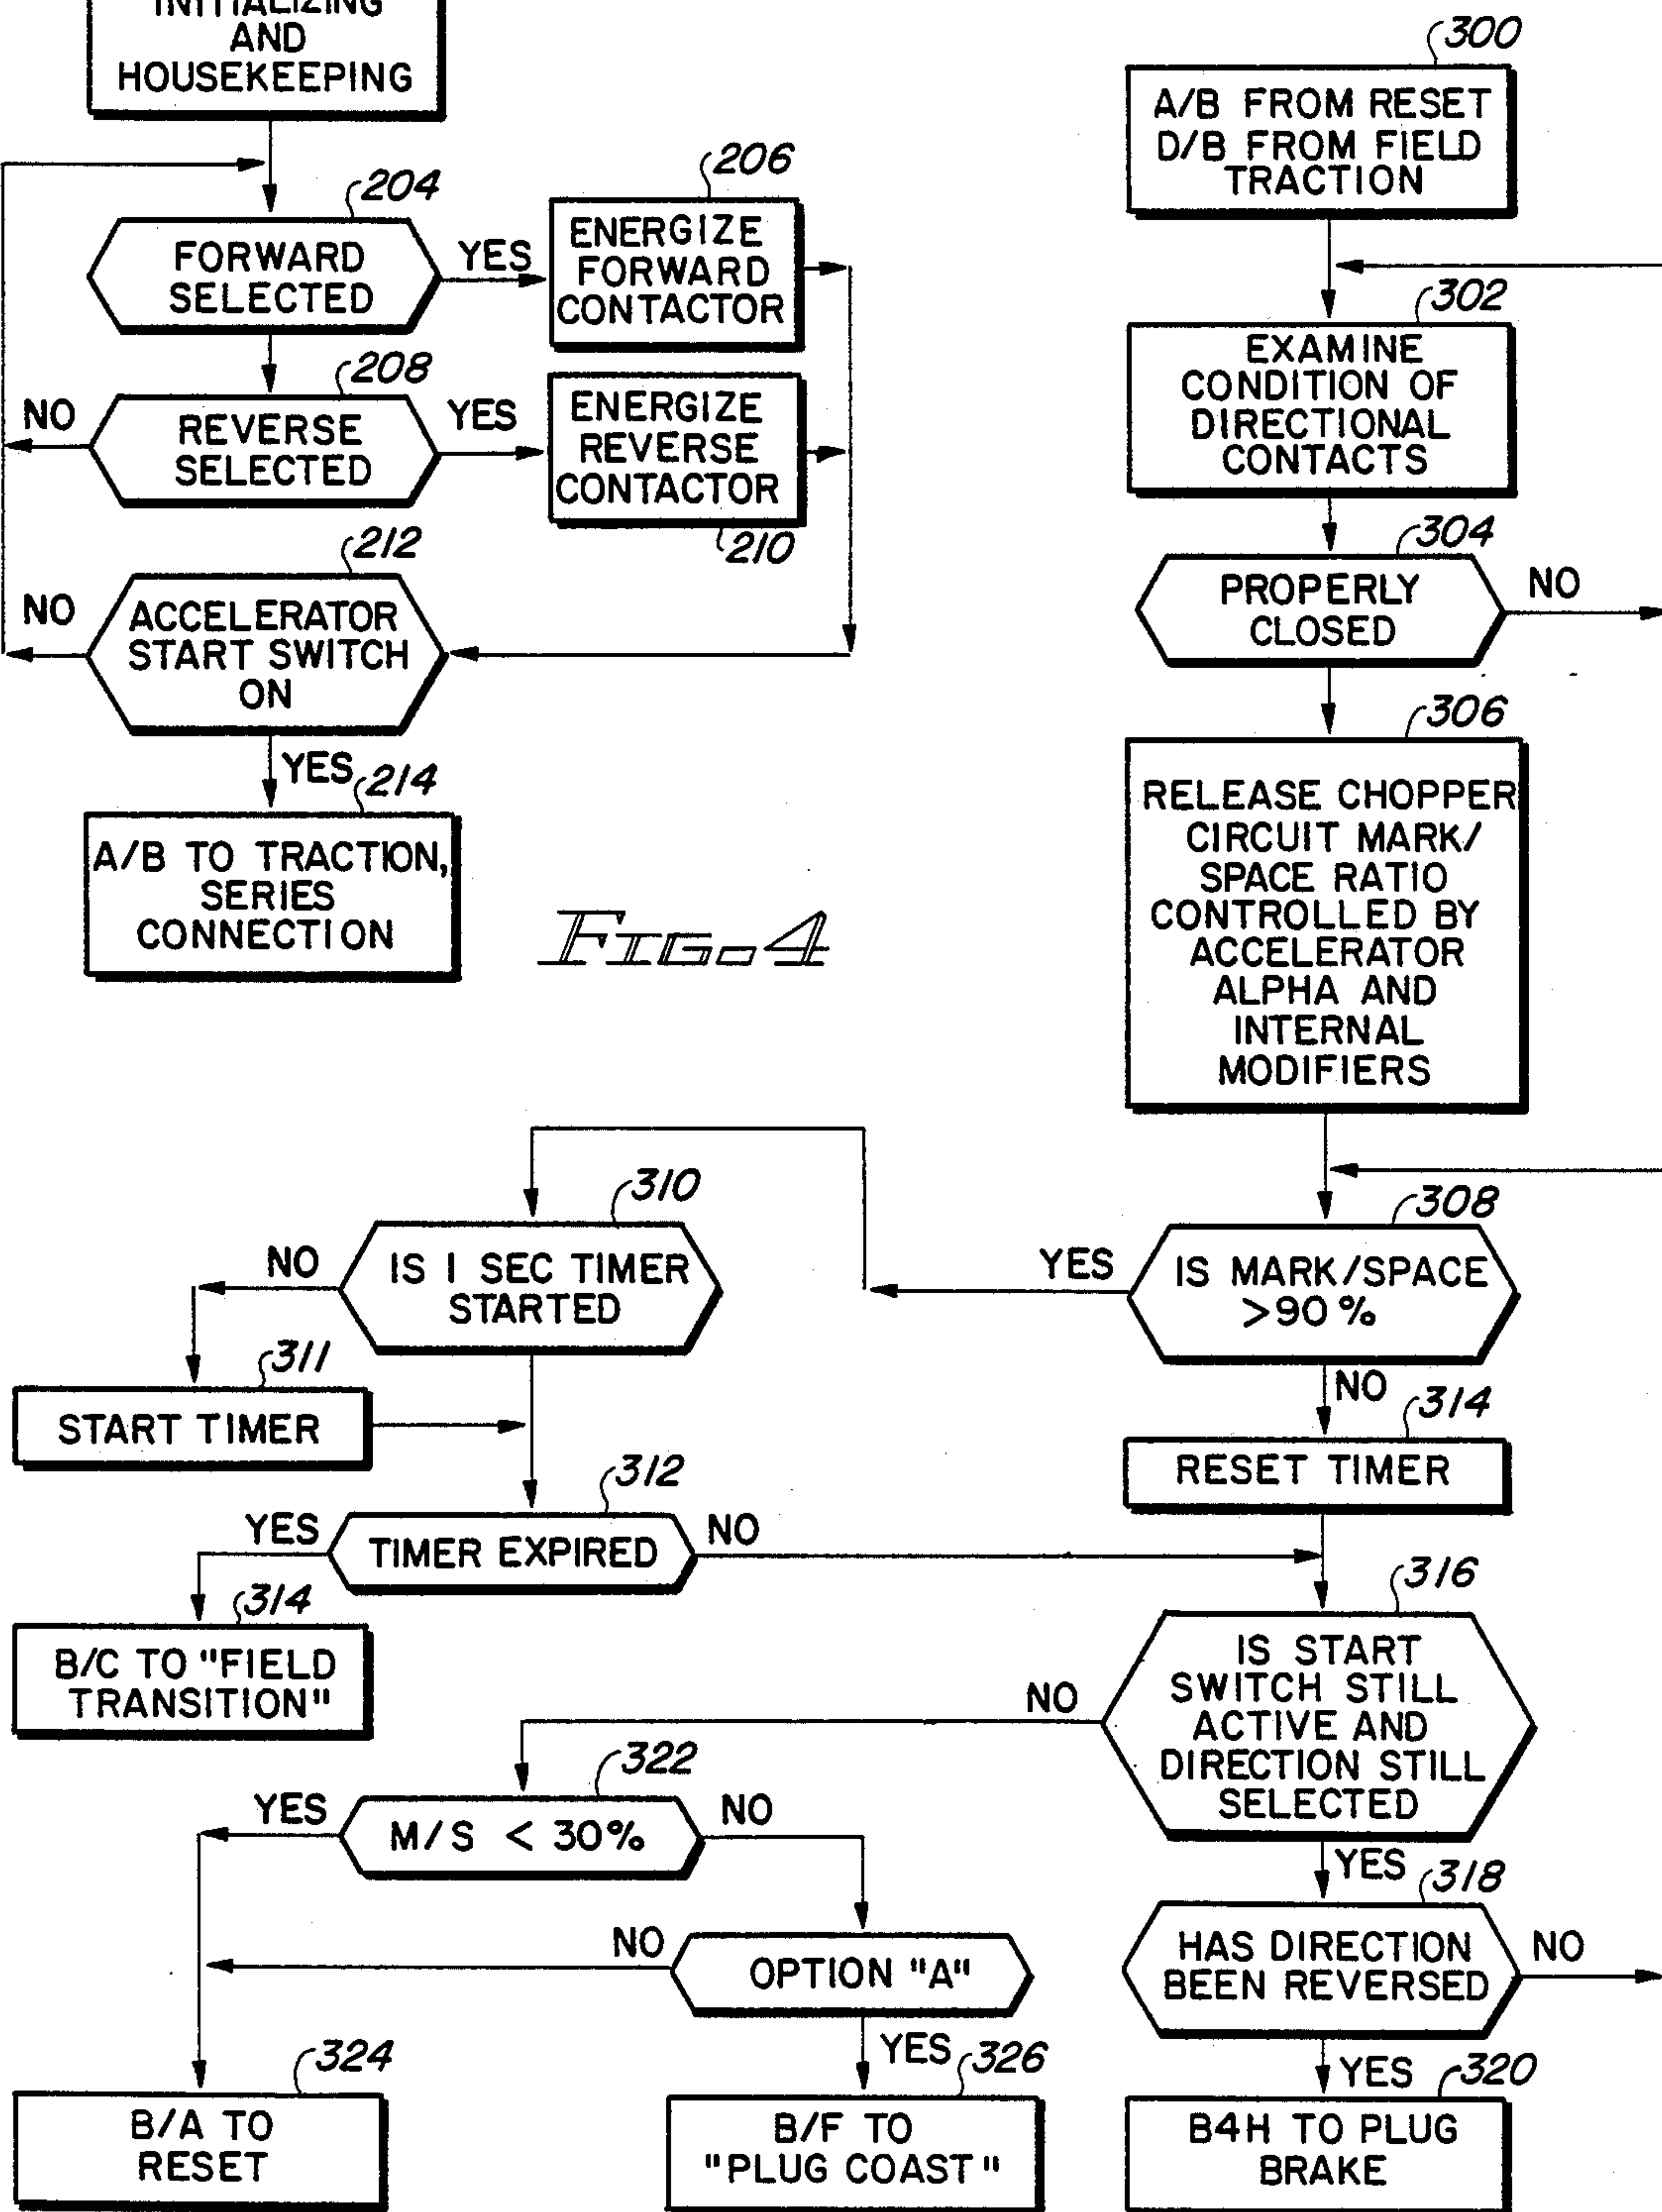 INITIALIZING
AND
HOUSEKEEPING
204
FORWARD
SELECTED
YES
206
ENERGIZE
FORWARD
CONTACTOR
208
NO
REVERSE
SELECTED
YES
ENERGIZE
REVERSE
CONTACTOR
210
212
NO
ACCELERATOR
START SWITCH
ON
YES
214
A/B TO TRACTION,
SERIES
CONNECTION
FIG. 4
300
A/B FROM RESET
D/B FROM FIELD
TRACTION
302
EXAMINE
CONDITION OF
DIRECTIONAL
CONTACTS
304
PROPERLY
CLOSED
NO
306
RELEASE CHOPPER
CIRCUIT MARK/
SPACE RATIO
CONTROLLED BY
ACCELERATOR
ALPHA AND
INTERNAL
MODIFIERS
308
YES
IS MARK/SPACE
>90%
NO
310
NO
IS 1 SEC TIMER
STARTED
311
START TIMER
314
RESET TIMER
312
YES
TIMER EXPIRED
NO
314
B/C TO "FIELD
TRANSITION"
316
NO
IS START
SWITCH STILL
ACTIVE AND
DIRECTION STILL
SELECTED
YES
322
YES
M/S < 30%
NO
318
HAS DIRECTION
BEEN REVERSED
NO
YES
NO
OPTION "A"
YES
324
B/A TO
RESET
326
B/F TO
"PLUG COAST"
320
B4H TO PLUG
BRAKE